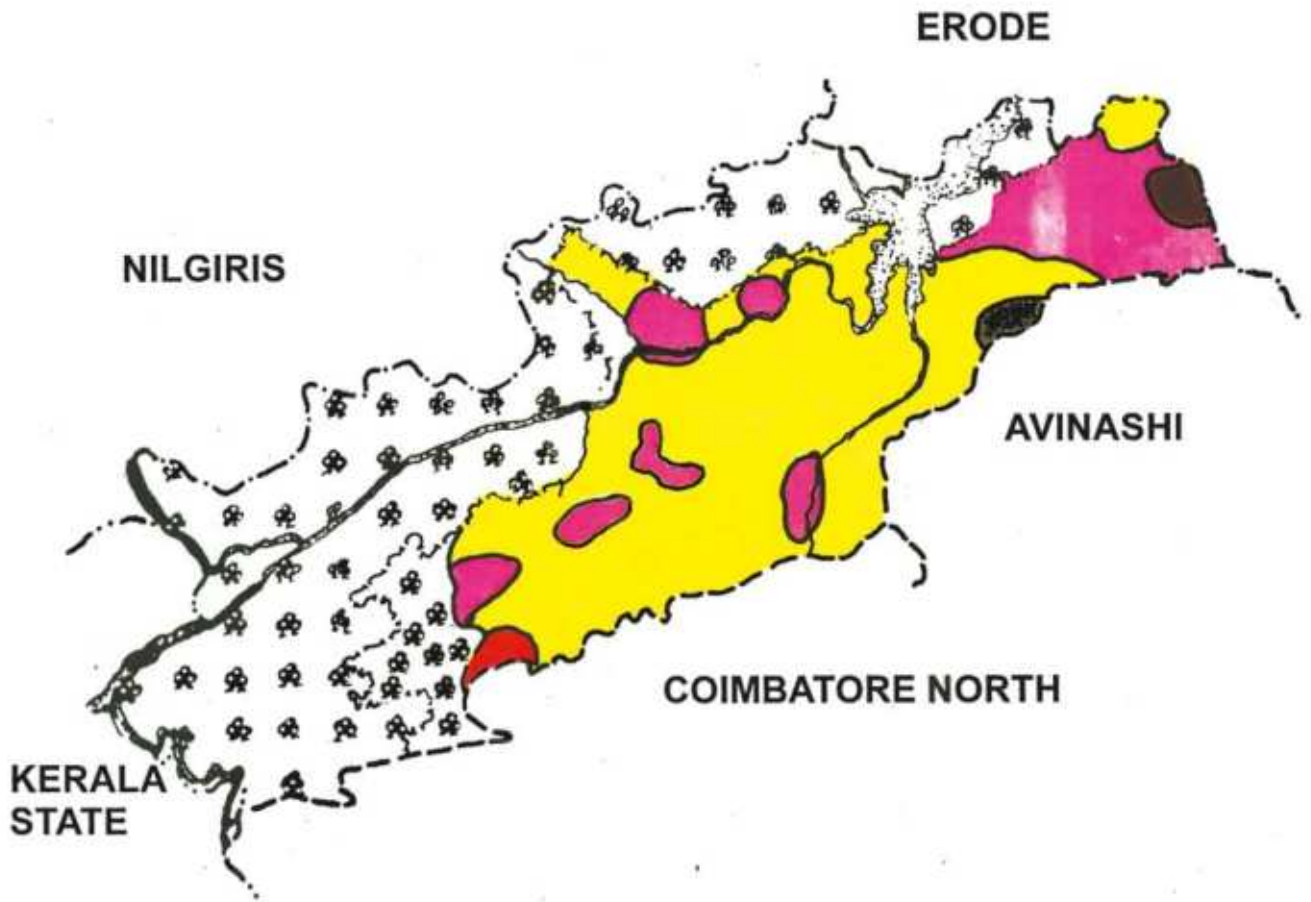 ERODE
NILGIRIS
AVINASHI
COIMBATORE NORTH
KERALA
STATE